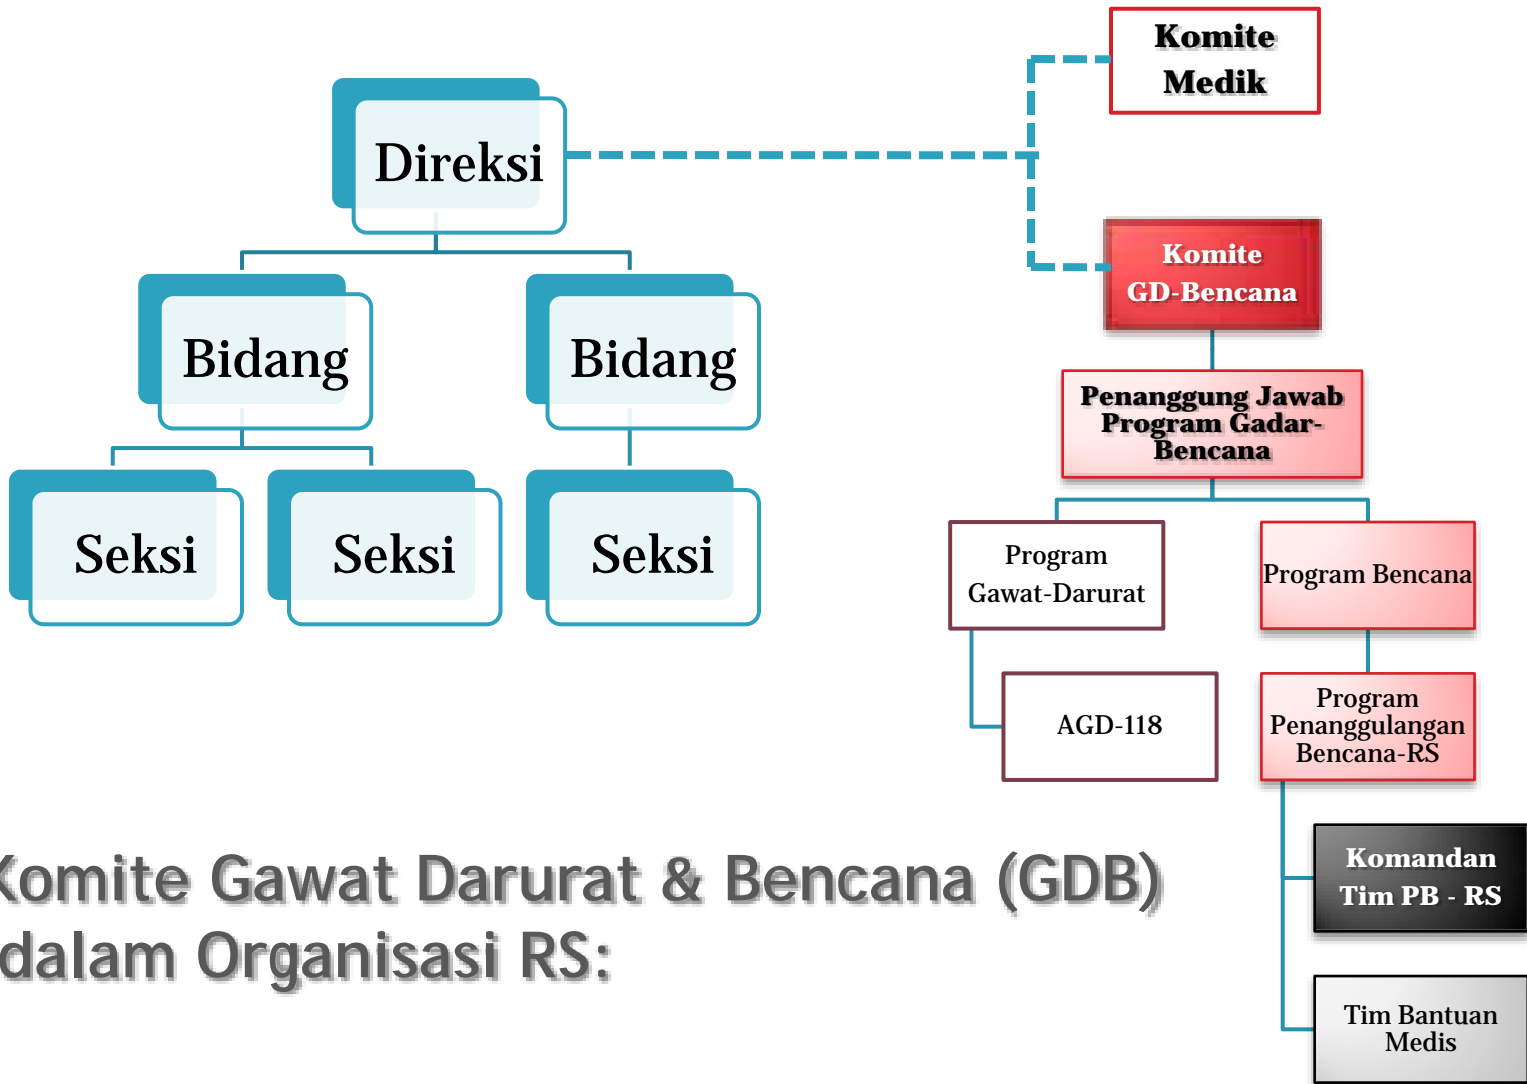 Komite
Medik
Direksi
Komite
GD-Bencana
Bidang
Bidang
Penanggung Jawab
Program Gadar-
Bencana
Seksi
Seksi
Seksi
Program
Gawat-Darurat
Program Bencana
AGD-118
Program
Penanggulangan
Bencana-RS
Komandan
Tim PB - RS
Tim Bantuan
Medis
Komite Gawat Darurat & Bencana (GDB)
dalam Organisasi RS: